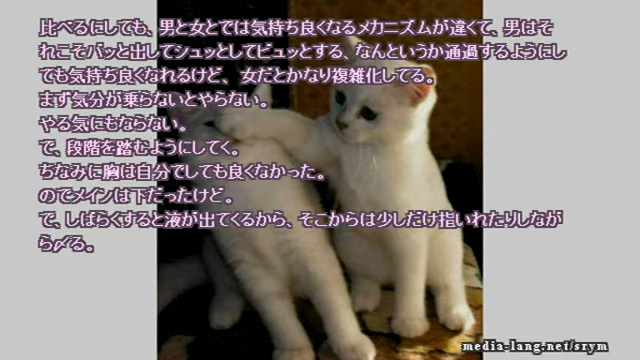 比べるにしても、男と女とでは気持ち良くなるメカニズムが違くて、男はそ
れこそパッと出してシュッとしてピュッとする、なんというか通過するようにし
ても気持ち良くなれるけど、 女だとかなり複雑化してる。
まず気分が乗らないとやらない。
やる気にもならない。
で、段階を踏むようにしてく。
ちなみに胸は自分でしても良くなかった。
のでメインは下だったけど。
で、しばらくすると液が出てくるから、そこからは少しだけ指いれたりしなが
ら〆る。
media-lang.net/srym